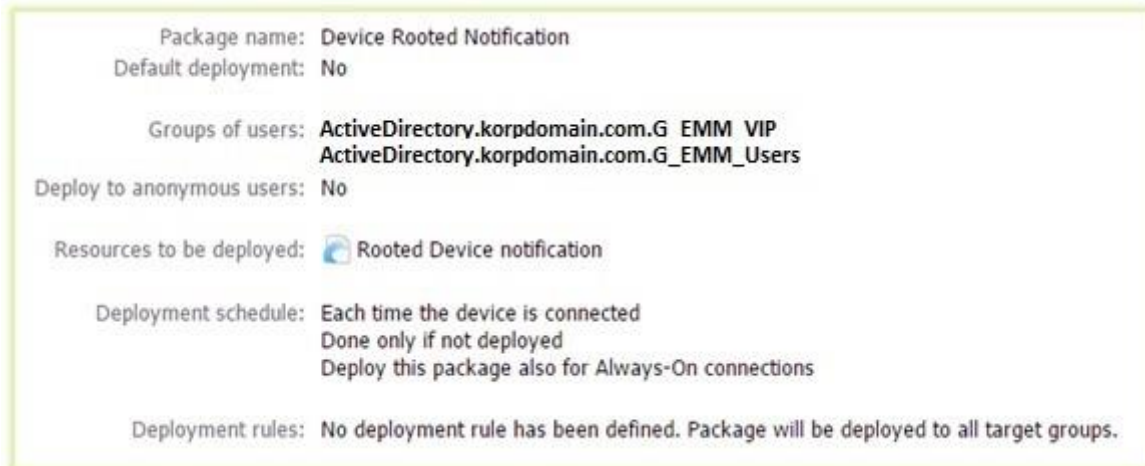 Package name: Device Rooted Notification
Default deployment: No
Groups of users: ActiveDirectory.korpdomain.com.G_EMM_VIP
ActiveDirectory.korpdomain.com.G_EMM_Users
Deploy to anonymous users: No
Resources to be deployed: Rooted Device notification
Deployment schedule: Each time the device is connected
Done only if not deployed
Deploy this package also for Always-On connections
Deployment rules: No deployment rule has been defined. Package will be deployed to all target groups.